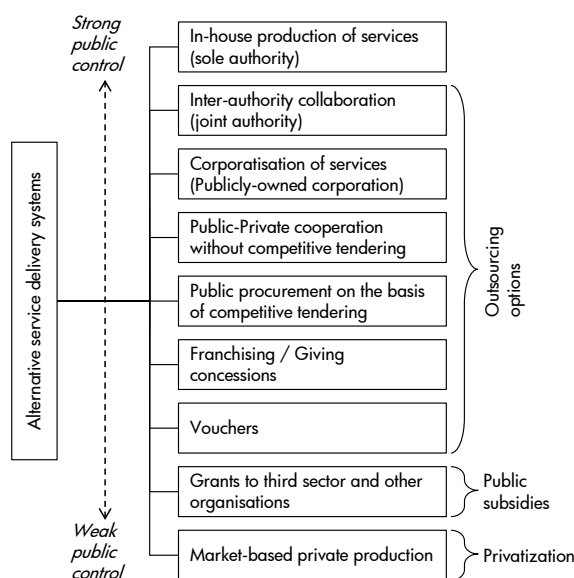 Strong
public
control
Alternative service delivery systems
Weak
public
control
In-house production of services
(sole authority)
Inter-authority collaboration
(joint authority)
Corporatisation of services
(Publicly-owned corporation)
Public-Private cooperation
without competitive tendering
Public procurement on the basis
of competitive tendering
Franchising / Giving
concessions
Vouchers
Grants to third sector and other
organisations
Market-based private production
Outsourcing
options
Public
subsidies
Privatization